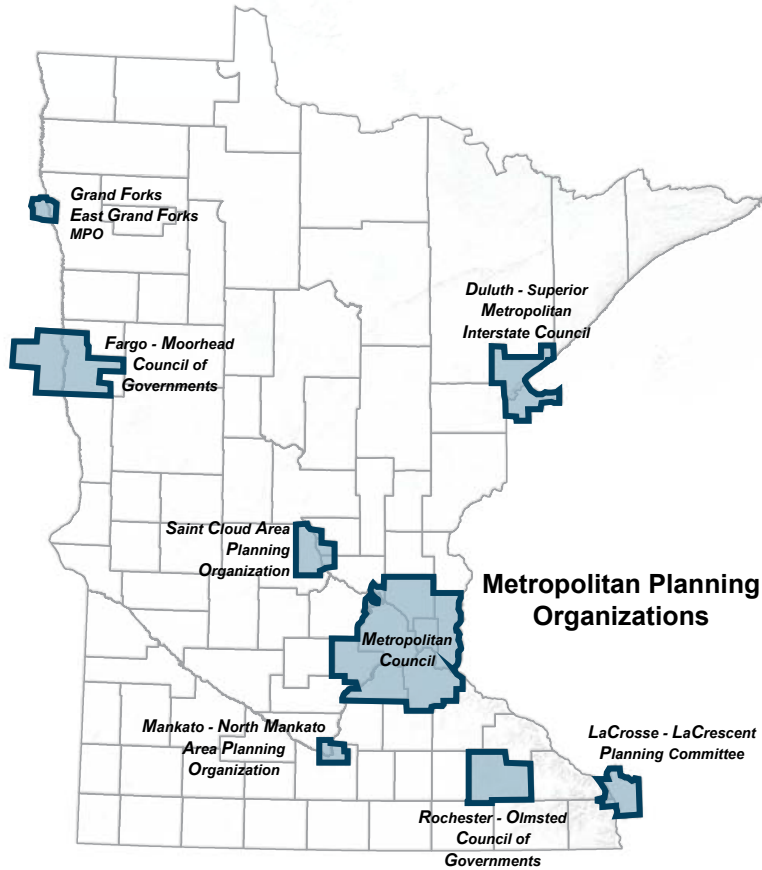 Grand Forks
East Grand Forks
MPO
Duluth - Superior
Metropolitan
Interstate Council
Fargo - Moorhead
Council of
Governments
Saint Cloud Area
Planning
Organization
Metropolitan Planning
Organizations
Metropolitan
Council
Mankato - North Mankato
Area Planning
Organization
LaCrosse - LaCrescent
Planning Committee
Rochester - Olmsted
Council of
Governments